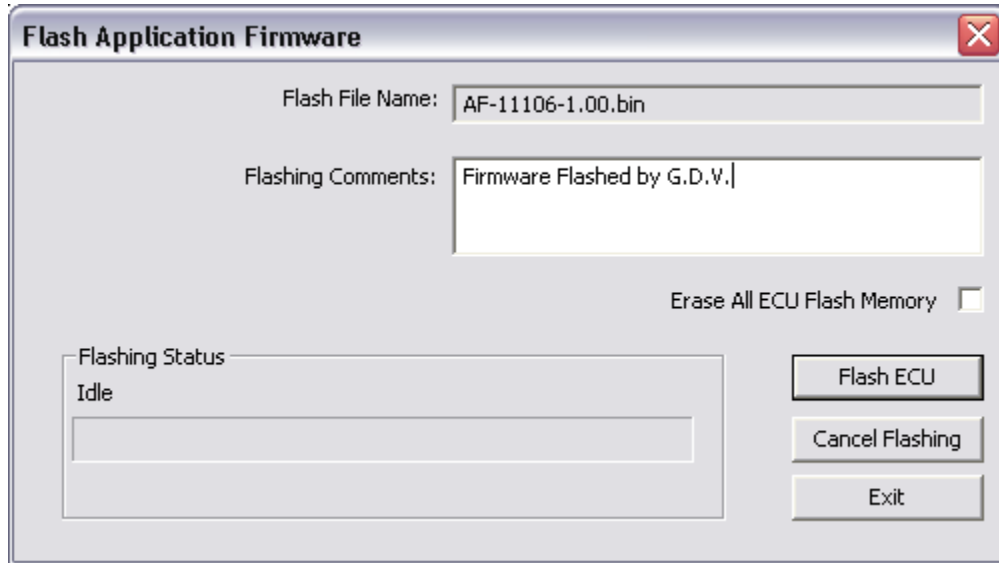 Flash Application Firmware
Flash File Name: AF-11106-1.00.bin
Flashing Comments: Firmware Flashed by G.D.V.
Erase All ECU Flash Memory
Flashing Status
Idle
Flash ECU
Cancel Flashing
Exit